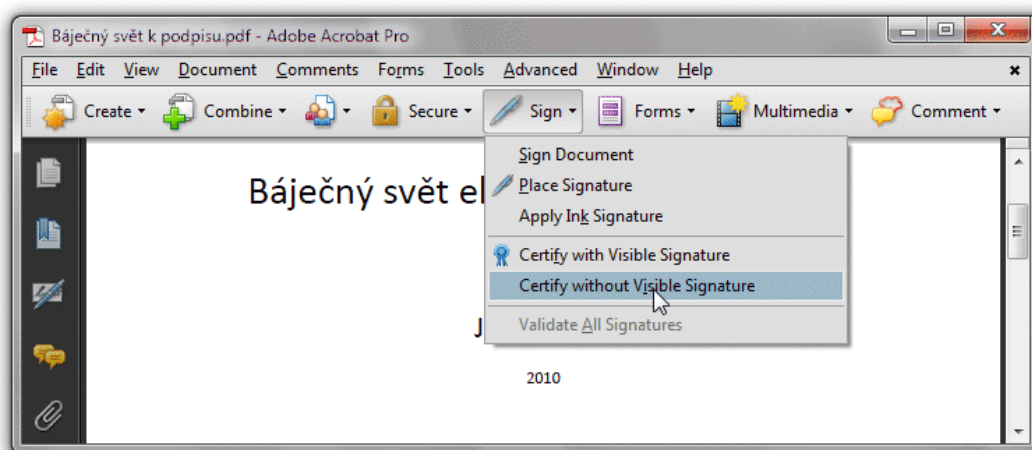 Báječný svět k podpisu.pdf - Adobe Acrobat Pro
File Edit View Document Comments Forms Tools Advanced Window Help
Create Combine Secure Sign Forms Multimedia Comment
Sign Document
Báječný svět el
Place Signature
Apply Ink Signature
Certify with Visible Signature
Certify without Visible Signature
J
Validate All Signatures
2010